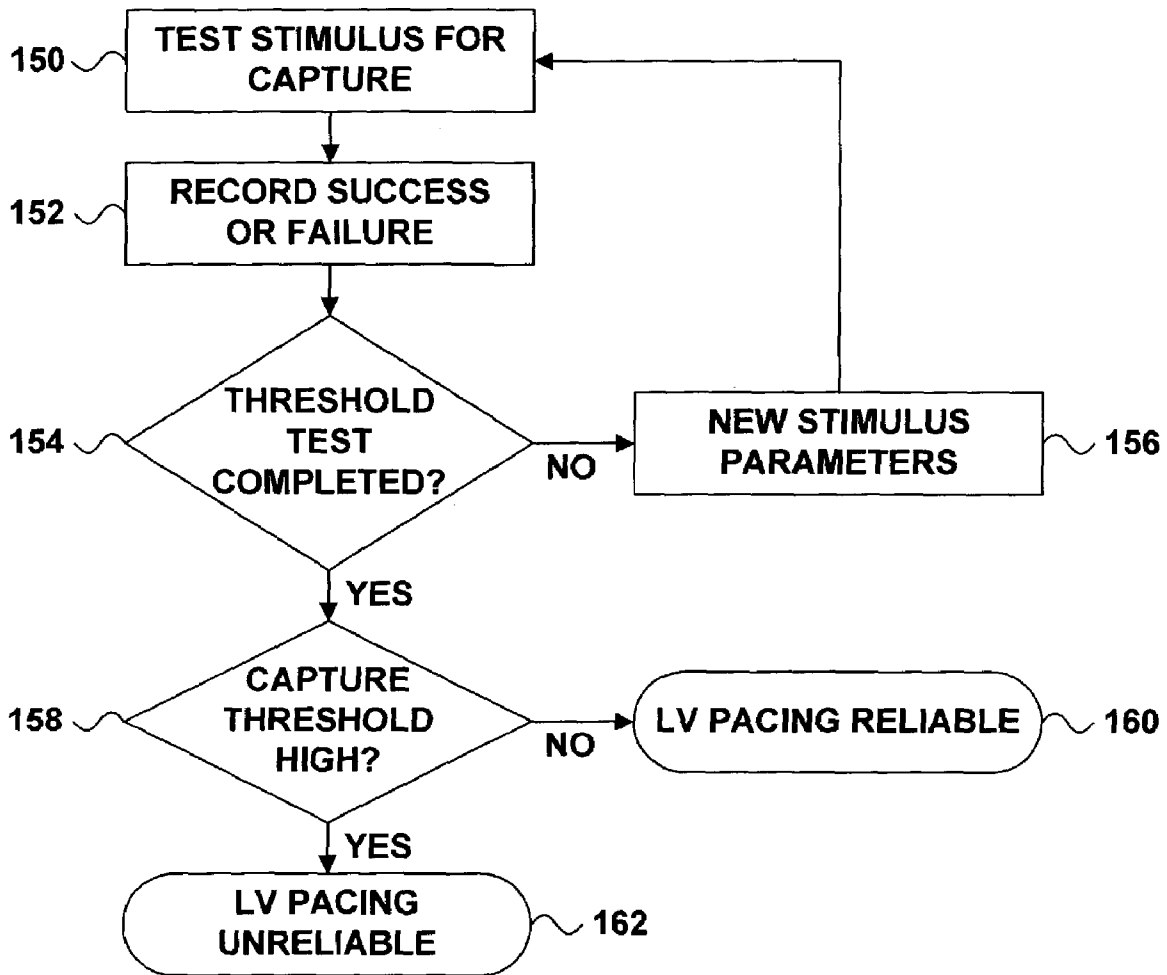 150
TEST STIMULUS FOR
CAPTURE
152
RECORD SUCCESS
OR FAILURE
154
THRESHOLD
TEST
COMPLETED?
NO
NEW STIMULUS
PARAMETERS
156
YES
158
CAPTURE
THRESHOLD
HIGH?
NO
LV PACING RELIABLE
160
YES
LV PACING
UNRELIABLE
162